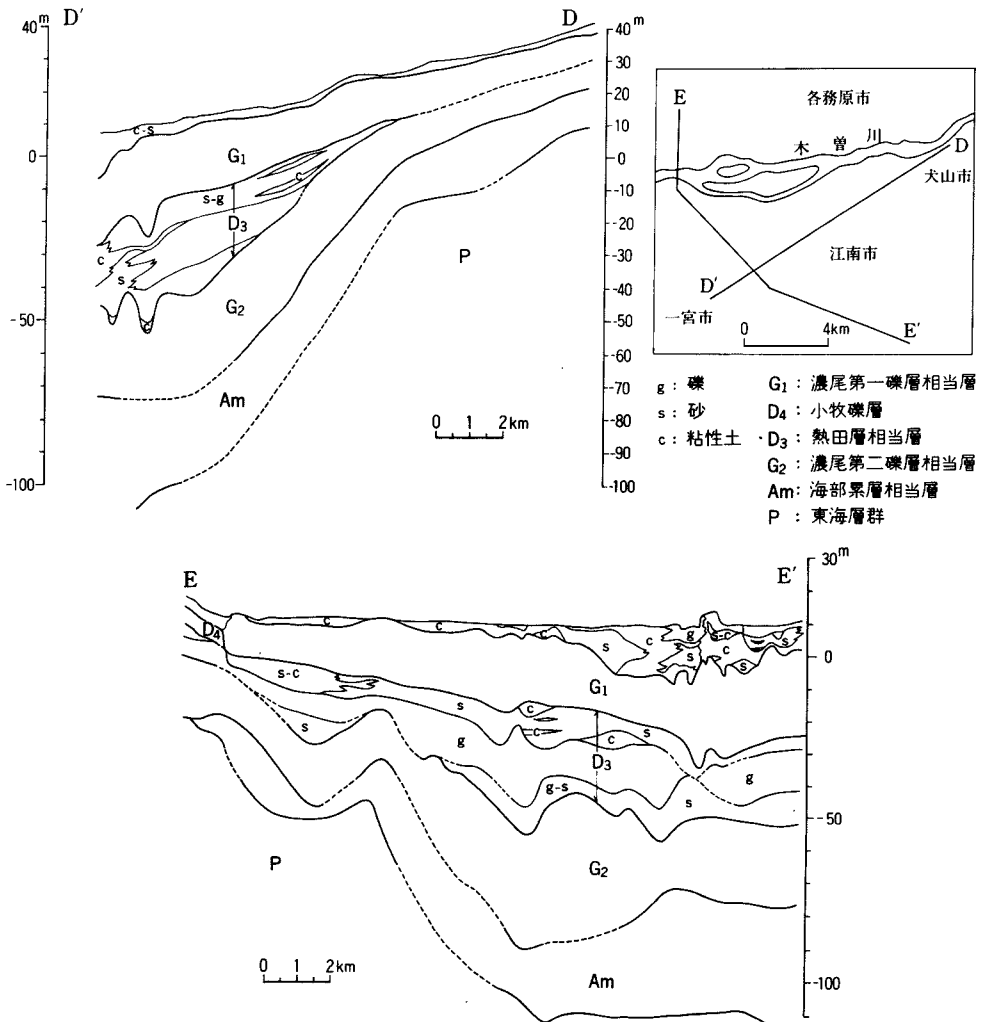 40m D'
0
-50
-100
D
40m
30
20
10
0
-10
-20
-30
-40
-50
-60
-70
-80
-90
-100
c-s
G1
c
s-g
D3
c
s
G2
P
Am
0 1 2km
E
各務原市
木曽川
D
犬山市
江南市
D'
一宮市
E'
0 4km
g : 礫
s : 砂
c : 粘性土
G1 : 濃尾第一礫層相当層
D4 : 小牧礫層
D3 : 熱田層相当層
G2 : 濃尾第二礫層相当層
Am : 海部累層相当層
P : 東海層群
E
E'
30m
0
-50
-100
D4
c
c
c
s
c
g
s-c
s
c
s
s
g
s-c
G1
s
c
c
c
s
s
g
D3
g
g-s
s
P
G2
Am
0 1 2km